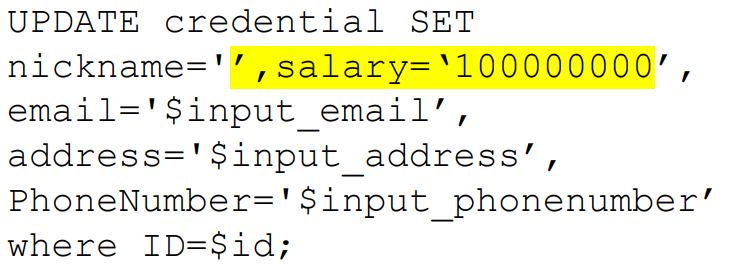 UPDATE credential SET
nickname='’,salary=‘100000000’,
email='$input_email’,
address='$input_address’,
PhoneNumber='$input_phonenumber’
where ID=$id;